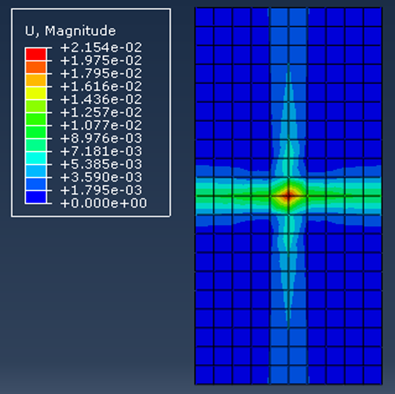 U, Magnitude
+2.154e-02
+1.975e-02
+1.795e-02
+1.616e-02
+1.436e-02
+1.257e-02
+1.077e-02
+8.976e-03
+7.181e-03
+5.385e-03
+3.590e-03
+1.795e-03
+0.000e+00